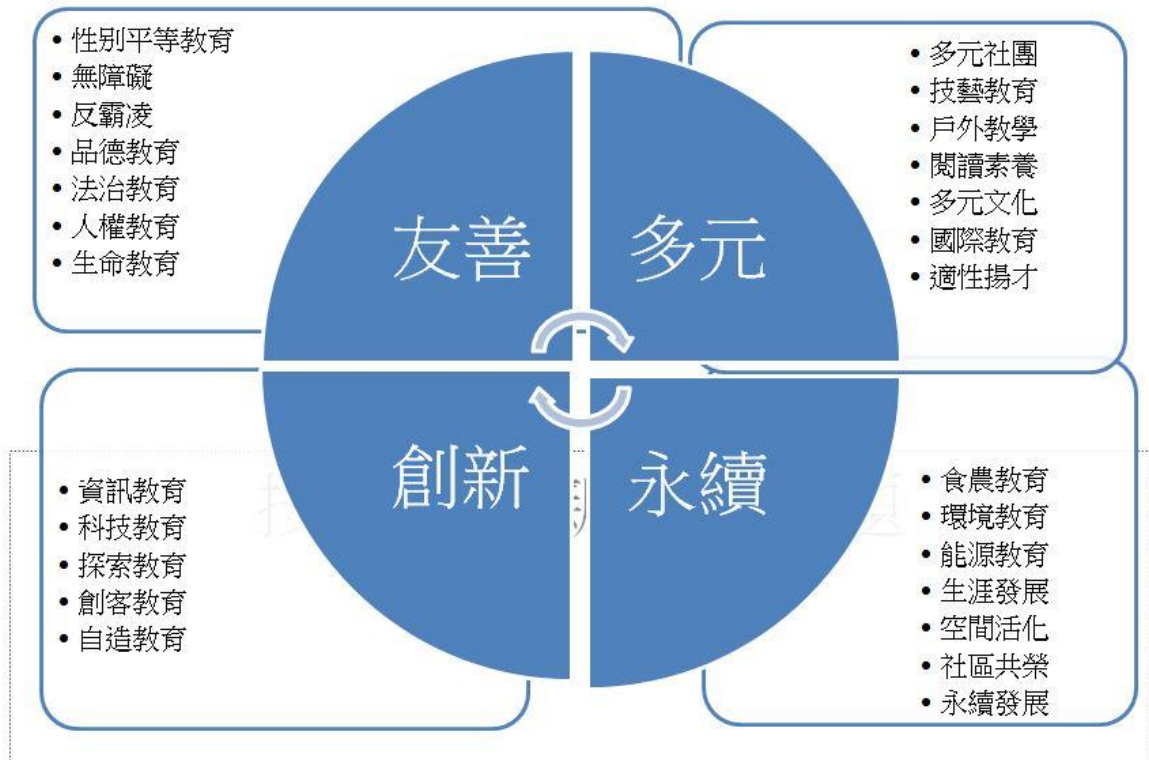 • 性別平等教育
• 無障礙
• 反霸凌
• 品德教育
• 法治教育
• 人權教育
• 生命教育
• 多元社團
• 技藝教育
• 戶外教學
• 閱讀素養
• 多元文化
• 國際教育
• 適性揚才
友善
多元
創新
永續
• 資訊教育
• 科技教育
• 探索教育
• 創客教育
• 自造教育
• 食農教育
• 環境教育
• 能源教育
• 生涯發展
• 空間活化
• 社區共榮
• 永續發展